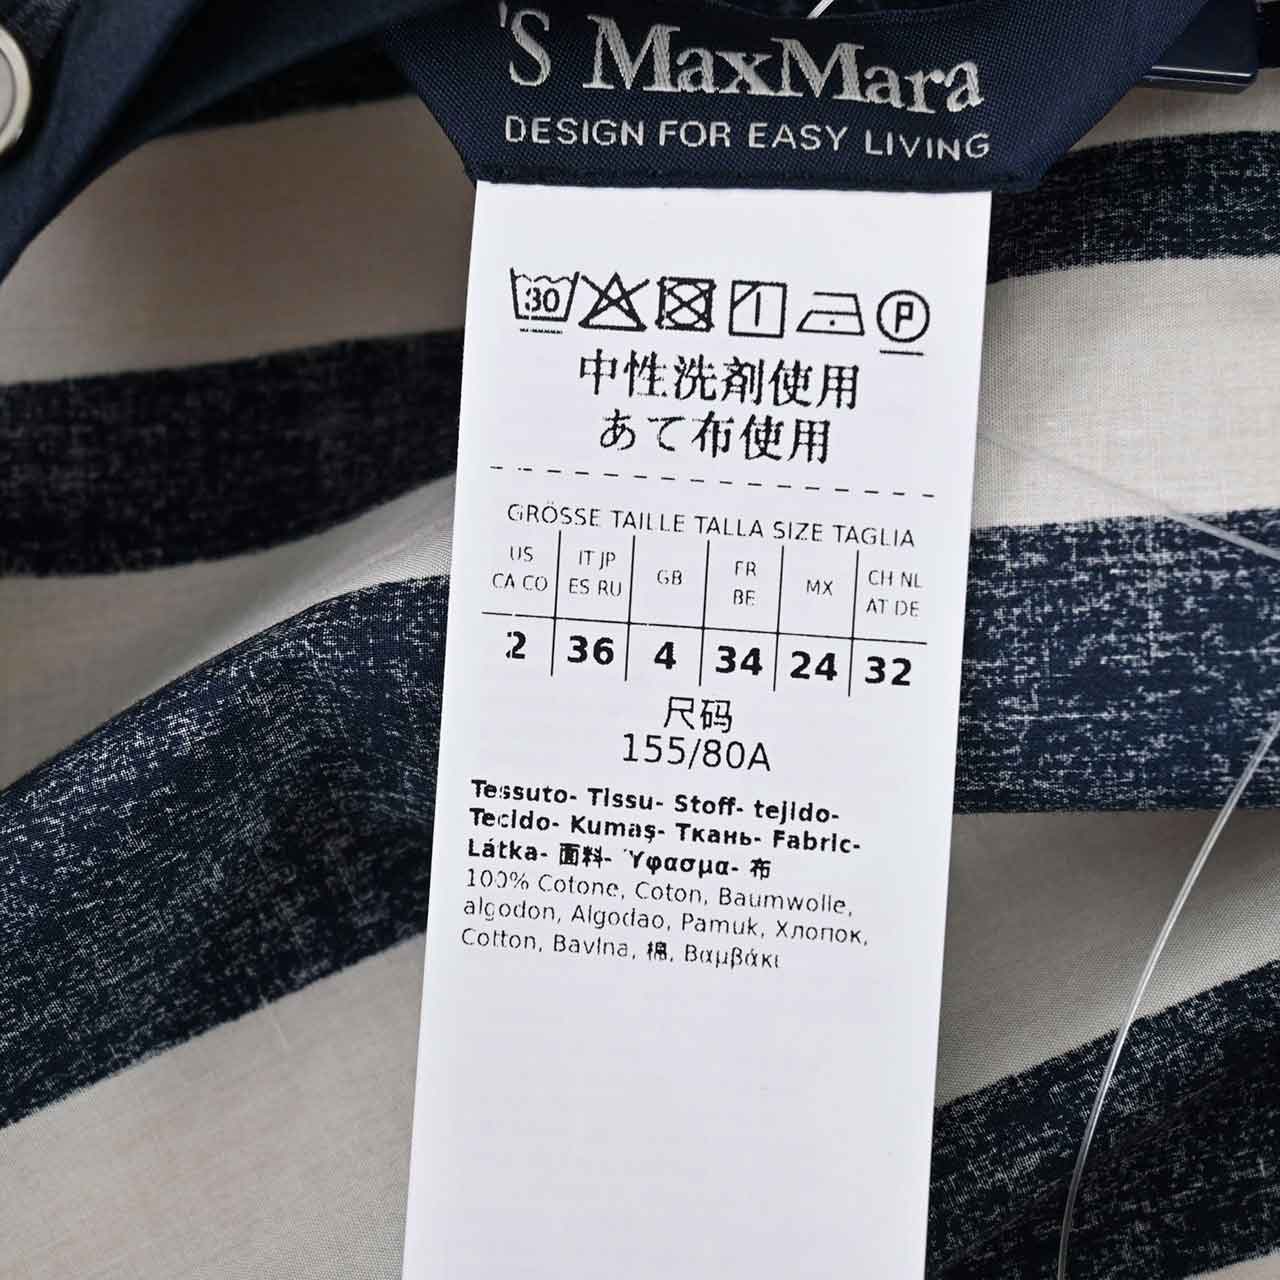 'S MaxMara
DESIGN FOR EASY LIVING
30 P
中性洗剤使用
あて布使用
GRÖSSE TAILLE TALLA SIZE TAGLIA
US CA CO IT JP ES RU GB FR BE MX CH NL AT DE
2 36 4 34 24 32
尺码
155/80A
Tessuto- Tissu- Stoff- tejido-
Tecido- Kumaş- Ткань- Fabric-
Látka- 面料- Ύφασμα- 布
100% Cotone, Coton, Baumwolle,
algodon, Algodao, Pamuk, Хлопок,
Cotton, Bavlna, 棉, Βαμβάκι